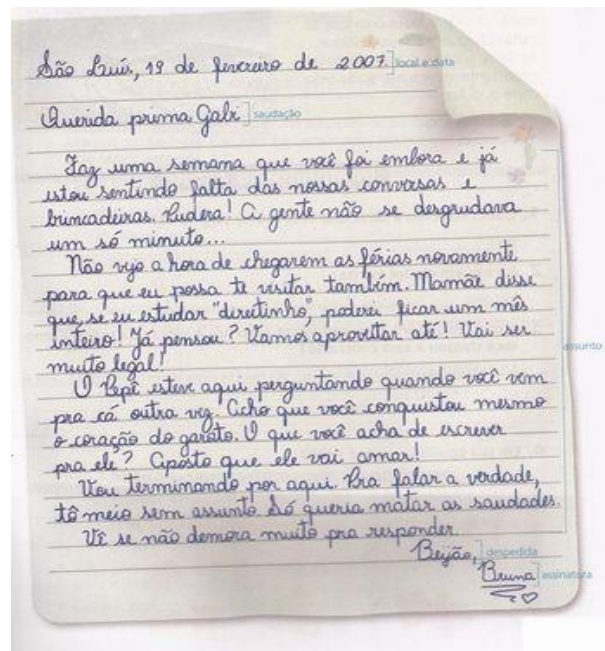 São Luís, 19 de fevereiro de 2007. local e data
Querida prima Gabi saudação
Faz uma semana que você foi embora e já
estou sentindo falta das nossas conversas e
brincadeiras. Pudera! A gente não se desgrudava
um só minuto...
Não vejo a hora de chegarem as férias novamente
para que eu possa te visitar também. Mamãe disse
que, se eu estudar "direitinho", poderei ficar um mês
inteiro! Já pensou? Vamos aproveitar até! Vai ser
muito legal!
assunto
O Pepê esteve aqui perguntando quando você vem
pra cá outra vez. Acho que você conquistou mesmo
o coração do garoto. O que você acha de escrever
pra ele? Aposto que ele vai amar!
Vou terminando por aqui. Pra falar a verdade,
tô meio sem assunto. Só queria matar as saudades.
Vê se não demora muito pra responder.
Beijão, despedida
Bruna assinatura